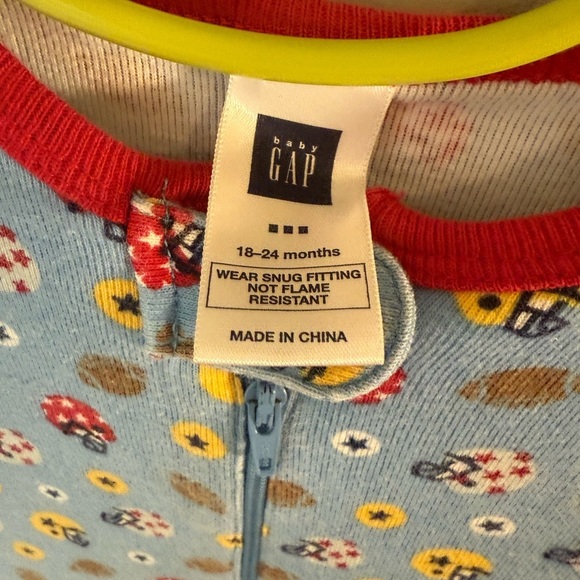 baby
GAP
18–24 months
WEAR SNUG FITTING
NOT FLAME
RESISTANT
MADE IN CHINA